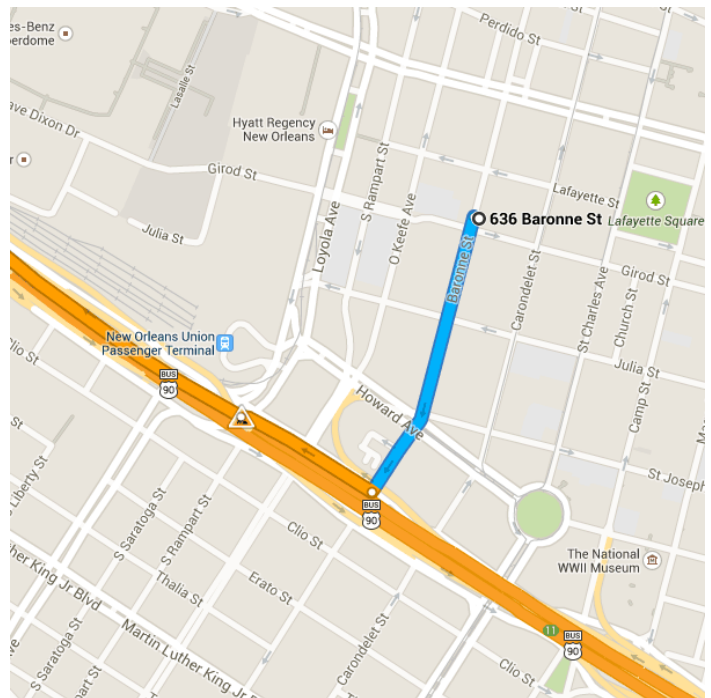 es-Benz
perdome
Perdido St
Lasalle St
Hyatt Regency
New Orleans
ave Dixon Dr
Girod St
S Rampart St
O Keefe Ave
Lafayette St
636 Baronne St
Lafayette Square
Julia St
Loyola Ave
Baronne St
Carondelet St
Girod St
St Charles Ave
Church St
New Orleans Union
Passenger Terminal
Clio St
BUS
90
Howard Ave
Julia St
Camp St
Ma
St Joseph
S Liberty St
S Saratoga St
S Rampart St
BUS
90
Clio St
The National
WWII Museum
Thalia St
Erato St
ther King Jr Blvd
S Saratoga St
Martin Luther King Jr
Carondelet St
11
BUS
90
Clio St